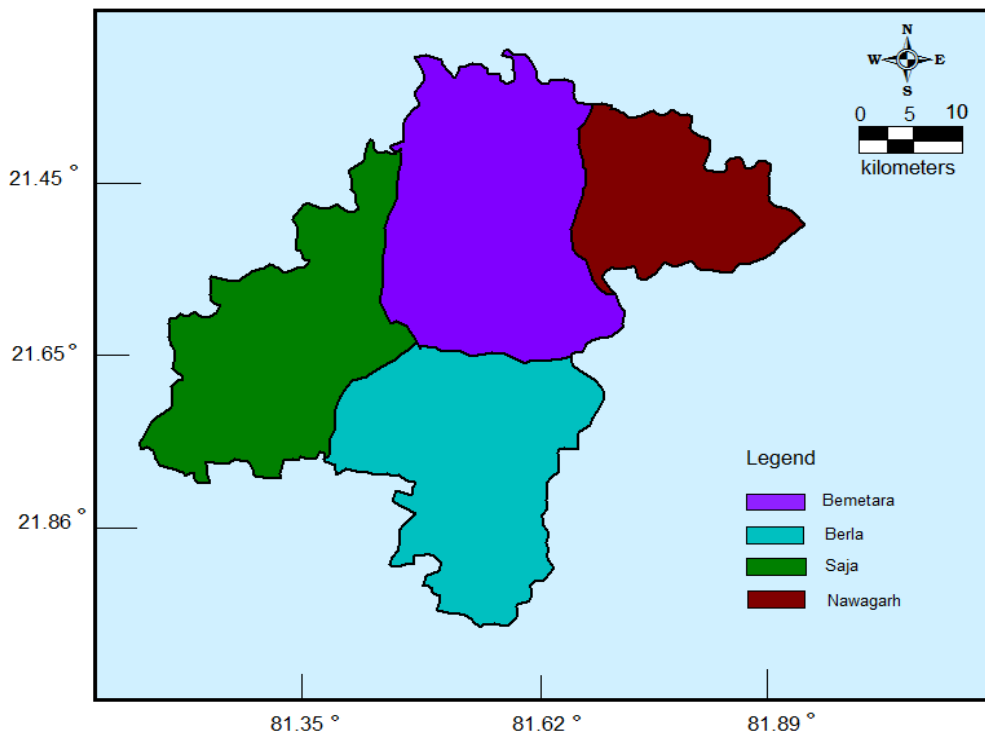 N
W E
S
0 5 10
kilometers
21.45 °
21.65 °
21.86 °
Legend
Bemetara
Berla
Saja
Nawagarh
81.35 ° 81.62 ° 81.89 °